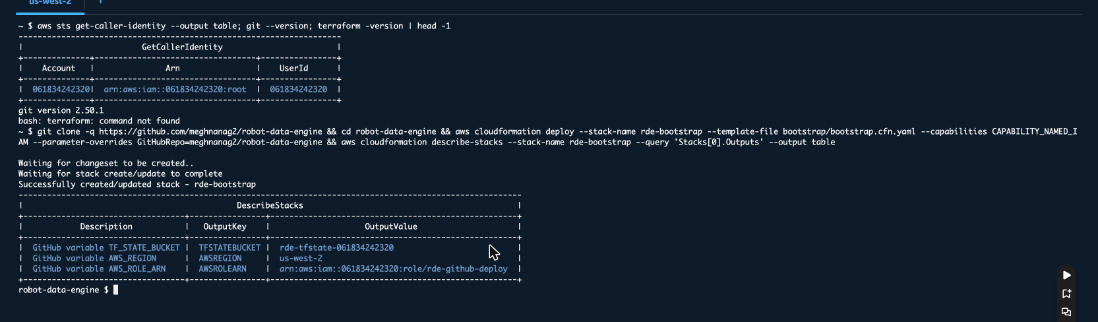 us-west-2 +
~ $ aws sts get-caller-identity --output table; git --version; terraform -version | head -1
---------------------------------------------------------------
| GetCallerIdentity |
+--------------+---------------------------------+---------------+
| Account | Arn | UserId |
+--------------+---------------------------------+---------------+
| 061834242320| arn:aws:iam::061834242320:root | 061834242320 |
+--------------+---------------------------------+---------------+
git version 2.50.1
bash: terraform: command not found
~ $ git clone -q https://github.com/meghnanag2/robot-data-engine && cd robot-data-engine && aws cloudformation deploy --stack-name rde-bootstrap --template-file bootstrap/bootstrap.cfn.yaml --capabilities CAPABILITY_NAMED_I
AM --parameter-overrides GitHubRepo=meghnanag2/robot-data-engine && aws cloudformation describe-stacks --stack-name rde-bootstrap --query 'Stacks[0].Outputs' --output table
Waiting for changeset to be created..
Waiting for stack create/update to complete
Successfully created/updated stack - rde-bootstrap
---------------------------------------------------------------------------------------------------
| DescribeStacks |
+--------------------------------+----------------+-------------------------------------------------+
| Description | OutputKey | OutputValue |
+--------------------------------+----------------+-------------------------------------------------+
| GitHub variable TF_STATE_BUCKET | TFSTATEBUCKET | rde-tfstate-061834242320 |
| GitHub variable AWS_REGION | AWSREGION | us-west-2 |
| GitHub variable AWS_ROLE_ARN | AWSROLEARN | arn:aws:iam::061834242320:role/rde-github-deploy |
+--------------------------------+----------------+-------------------------------------------------+
robot-data-engine $